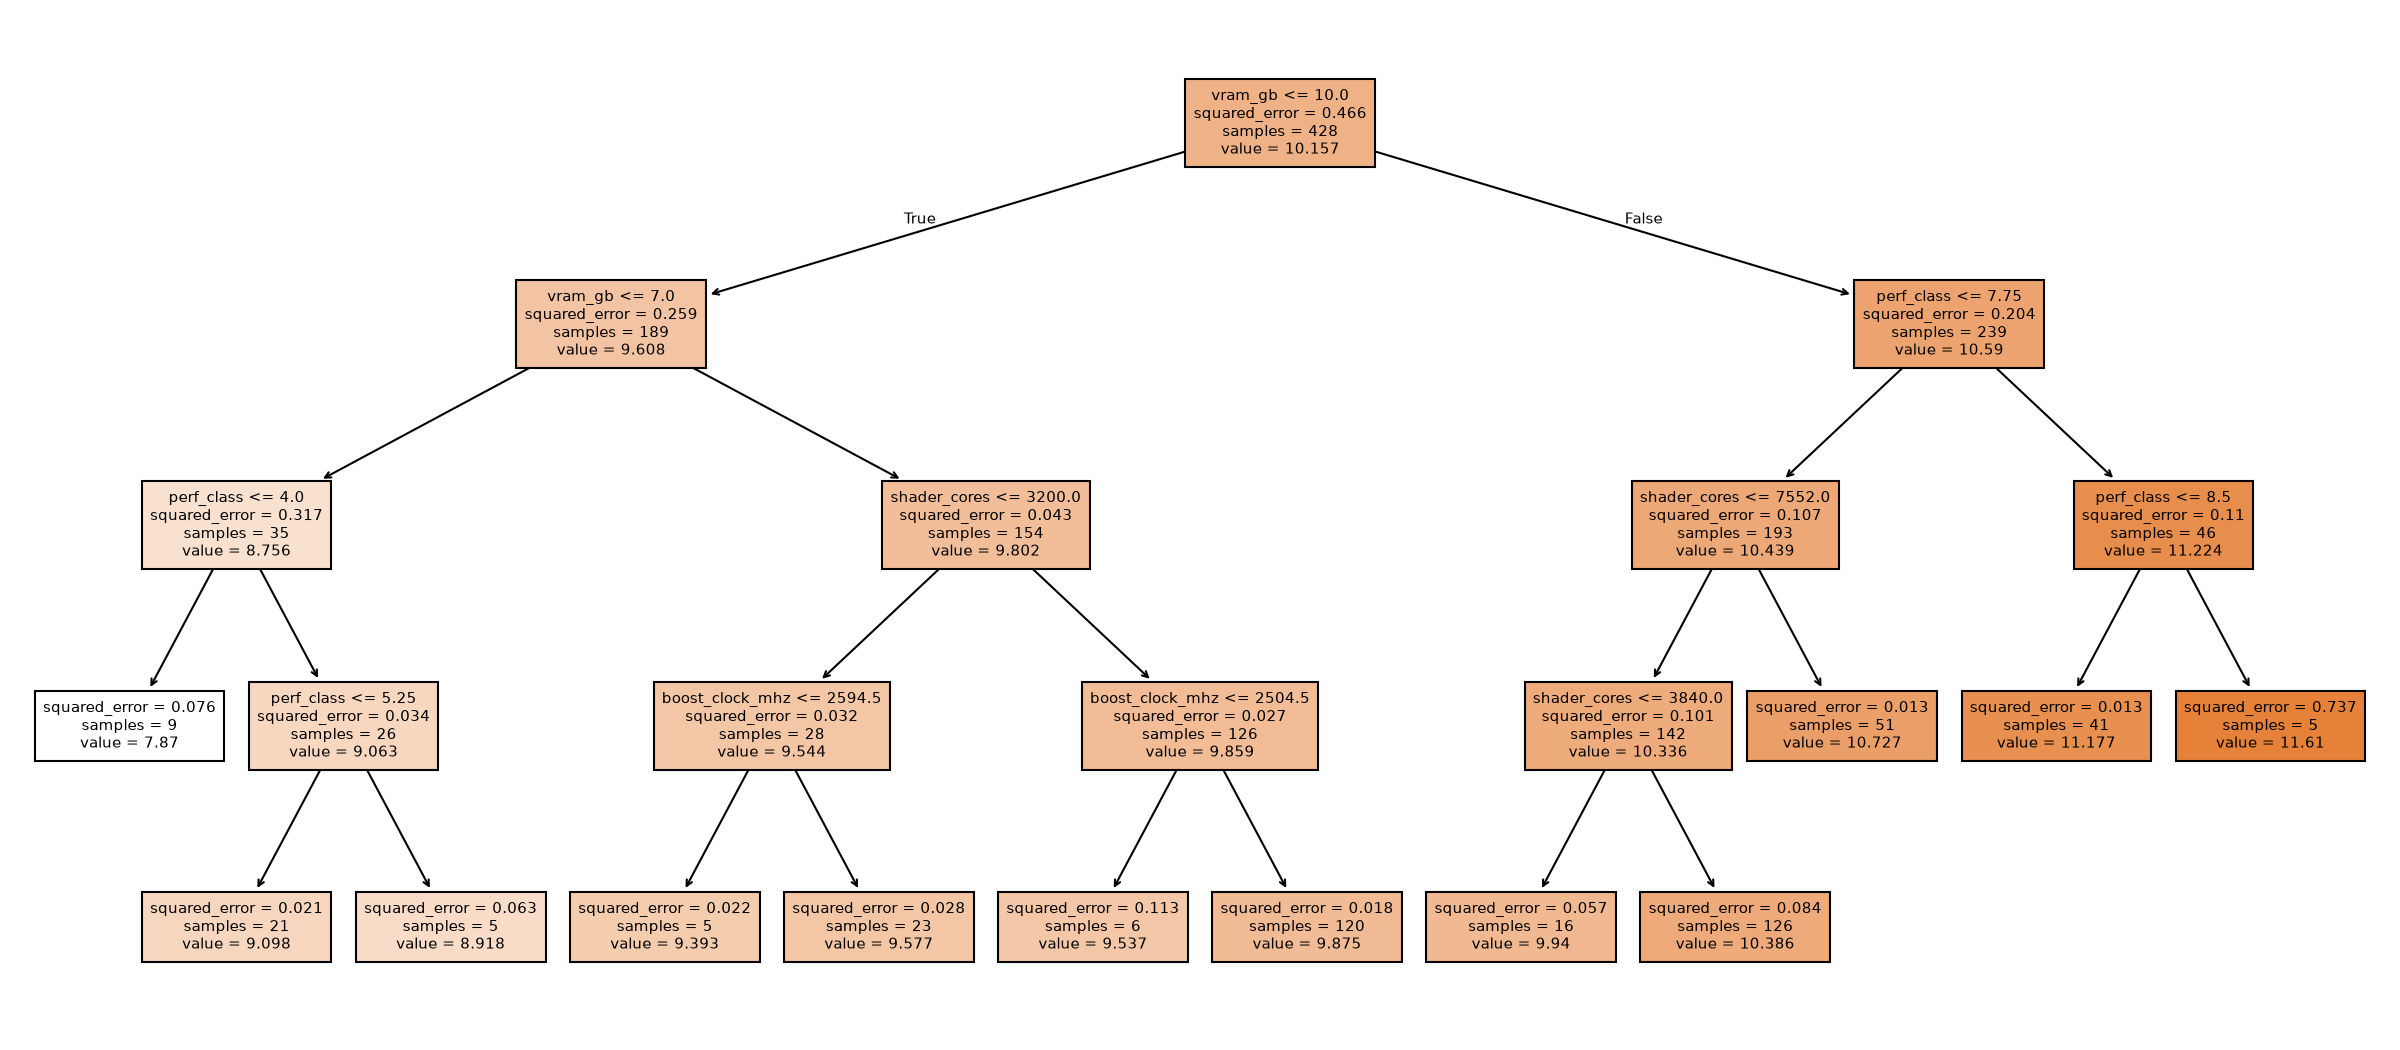 vram_gb <= 10.0
squared_error = 0.466
samples = 428
value = 10.157
True
False
vram_gb <= 7.0
squared_error = 0.259
samples = 189
value = 9.608
perf_class <= 7.75
squared_error = 0.204
samples = 239
value = 10.59
perf_class <= 4.0
squared_error = 0.317
samples = 35
value = 8.756
shader_cores <= 3200.0
squared_error = 0.043
samples = 154
value = 9.802
shader_cores <= 7552.0
squared_error = 0.107
samples = 193
value = 10.439
perf_class <= 8.5
squared_error = 0.11
samples = 46
value = 11.224
squared_error = 0.076
samples = 9
value = 7.87
perf_class <= 5.25
squared_error = 0.034
samples = 26
value = 9.063
boost_clock_mhz <= 2594.5
squared_error = 0.032
samples = 28
value = 9.544
boost_clock_mhz <= 2504.5
squared_error = 0.027
samples = 126
value = 9.859
shader_cores <= 3840.0
squared_error = 0.101
samples = 142
value = 10.336
squared_error = 0.013
samples = 51
value = 10.727
squared_error = 0.013
samples = 41
value = 11.177
squared_error = 0.737
samples = 5
value = 11.61
squared_error = 0.021
samples = 21
value = 9.098
squared_error = 0.063
samples = 5
value = 8.918
squared_error = 0.022
samples = 5
value = 9.393
squared_error = 0.028
samples = 23
value = 9.577
squared_error = 0.113
samples = 6
value = 9.537
squared_error = 0.018
samples = 120
value = 9.875
squared_error = 0.057
samples = 16
value = 9.94
squared_error = 0.084
samples = 126
value = 10.386